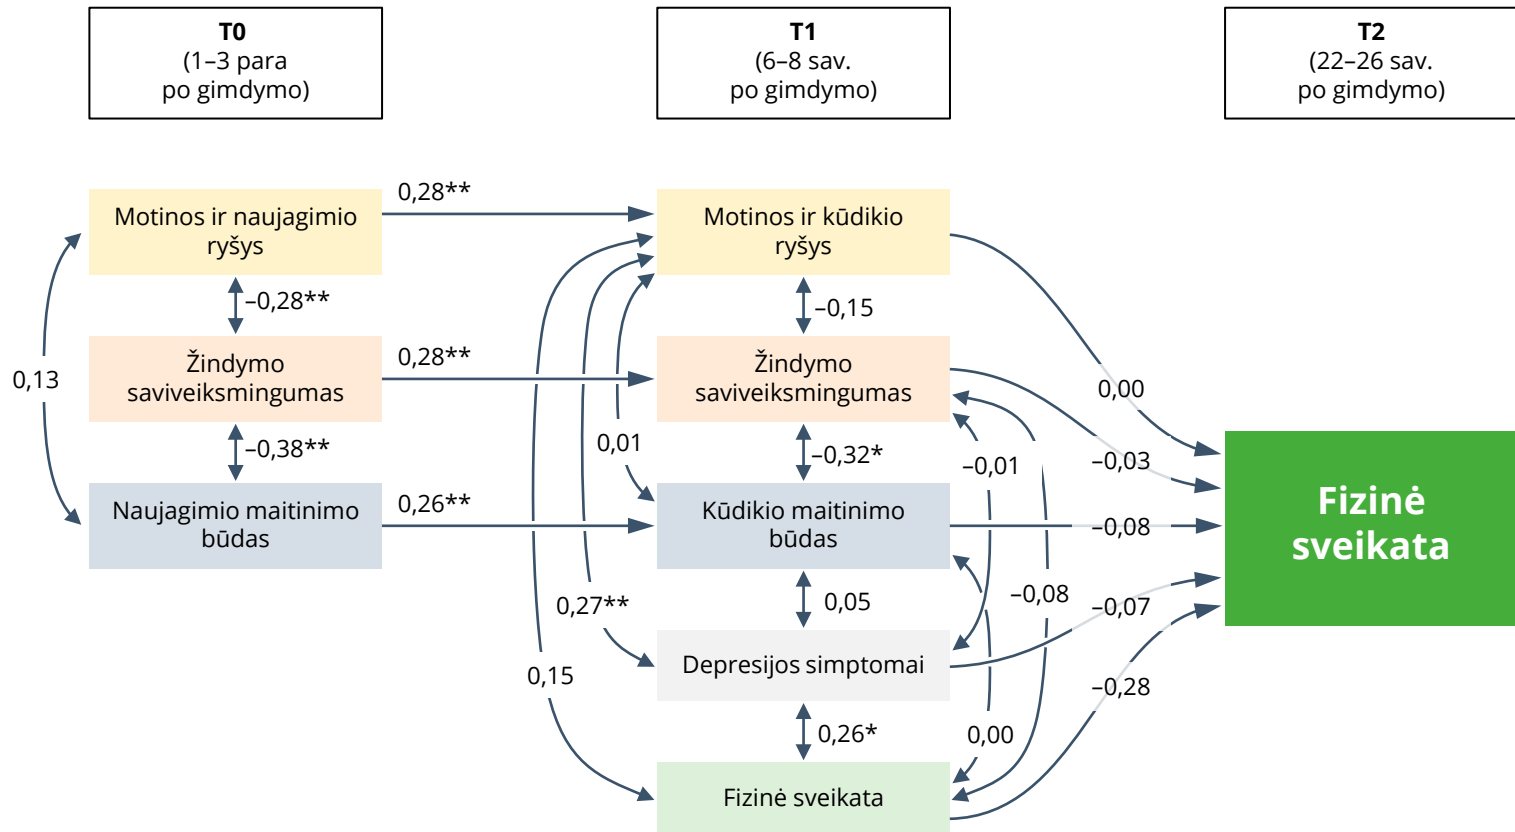 T0
(1–3 para
po gimdymo)
T1
(6–8 sav.
po gimdymo)
T2
(22–26 sav.
po gimdymo)
Motinos ir naujagimio
ryšys
0,28**
Motinos ir kūdikio
ryšys
–0,28**
–0,15
0,13
Žindymo
saviveiksmingumas
0,28**
Žindymo
saviveiksmingumas
0,00
–0,38**
0,01
–0,32*
–0,01
–0,03
Naujagimio maitinimo
būdas
0,26**
Kūdikio maitinimo
būdas
–0,08
Fizinė
sveikata
0,27**
0,05
–0,08
–0,07
0,15
Depresijos simptomai
–0,28
0,26*
0,00
Fizinė sveikata